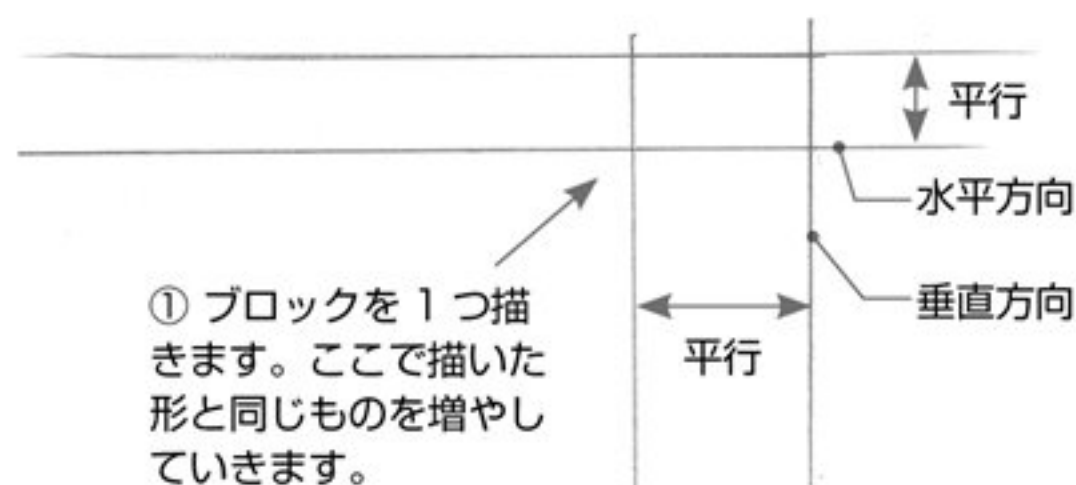 平行
水平方向
垂直方向
平行
① ブロックを 1 つ描
きます。ここで描いた
形と同じものを増やし
ていきます。